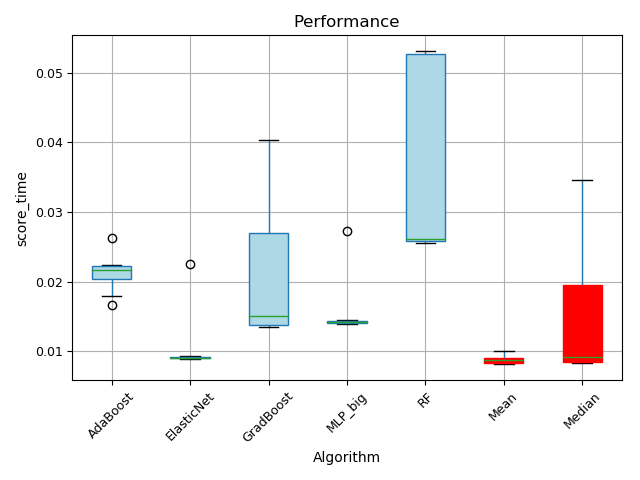 Performance
score_time
0.05
0.04
0.03
0.02
0.01
AdaBoost
ElasticNet
GradBoost
MLP_big
RF
Mean
Median
Algorithm